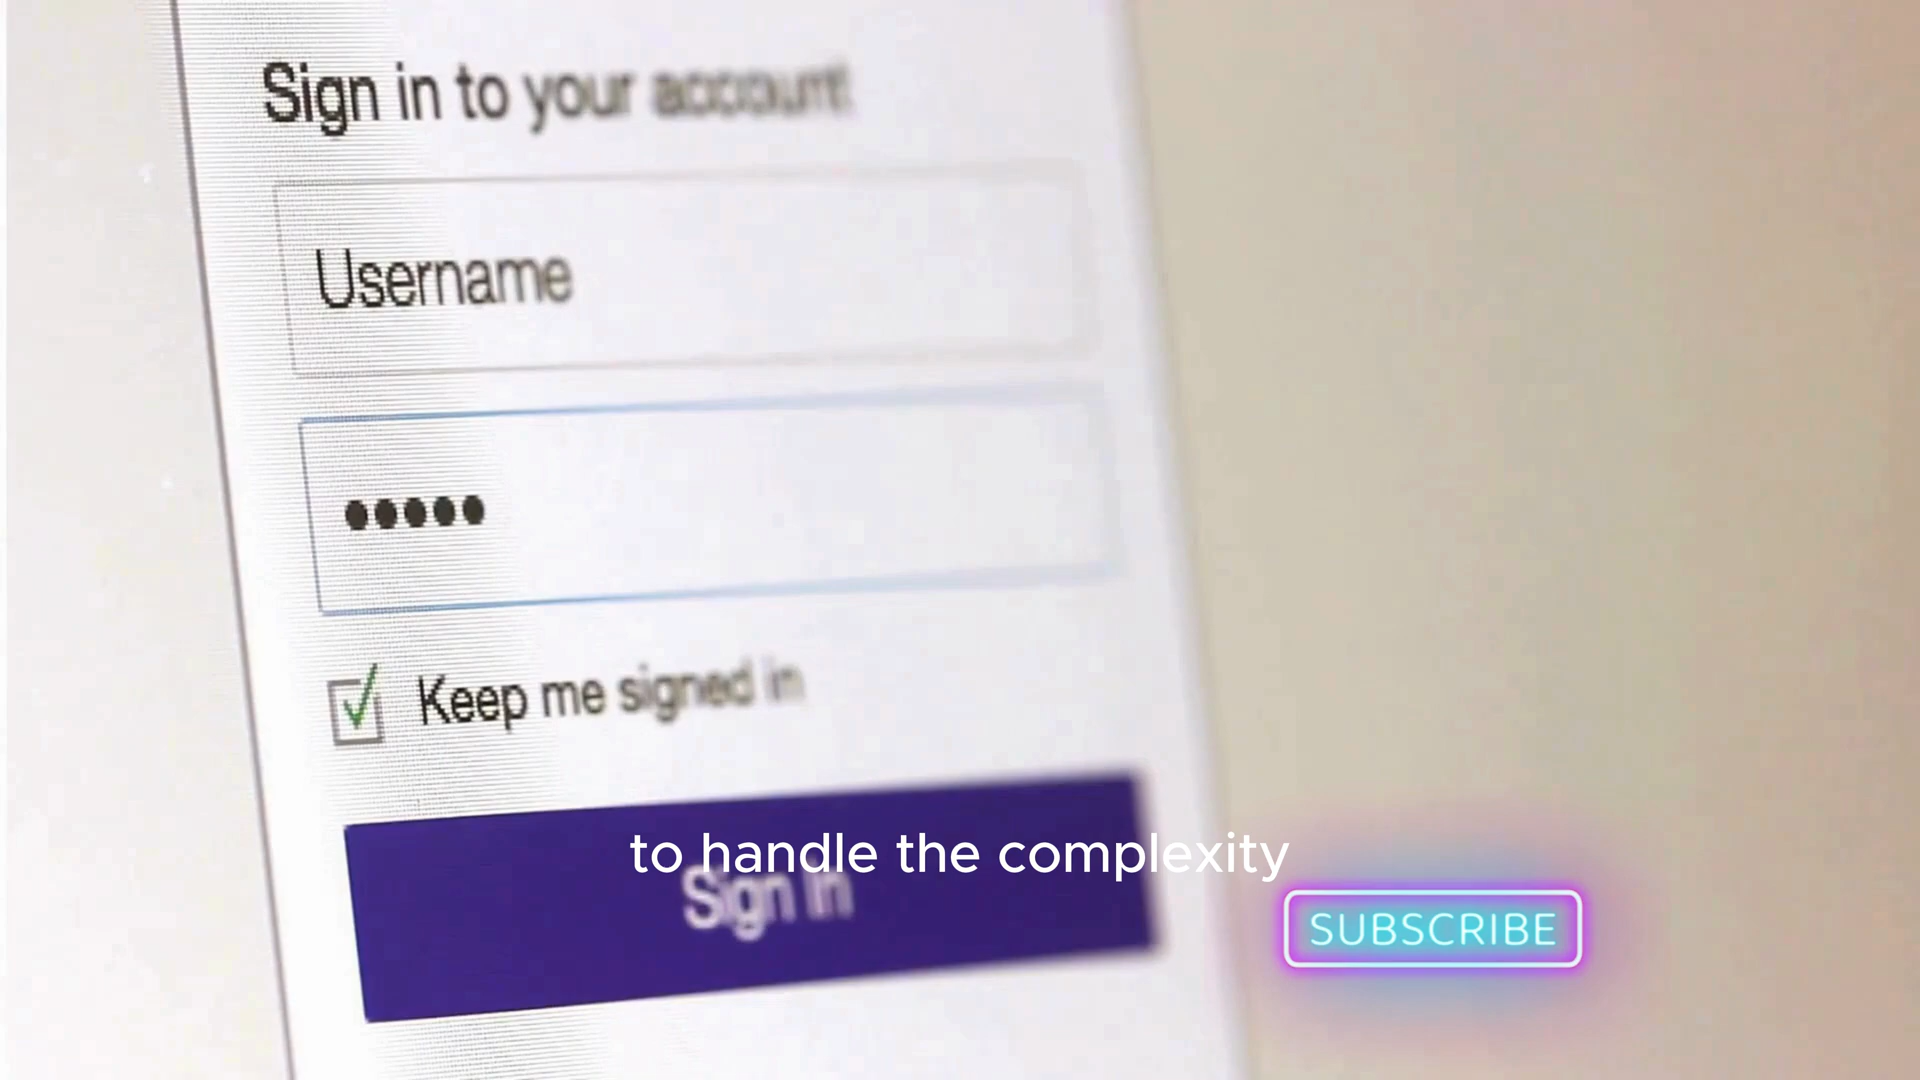 Sign in to your account
Username
•••••
Keep me signed in
to handle the complexity
Sign in
SUBSCRIBE